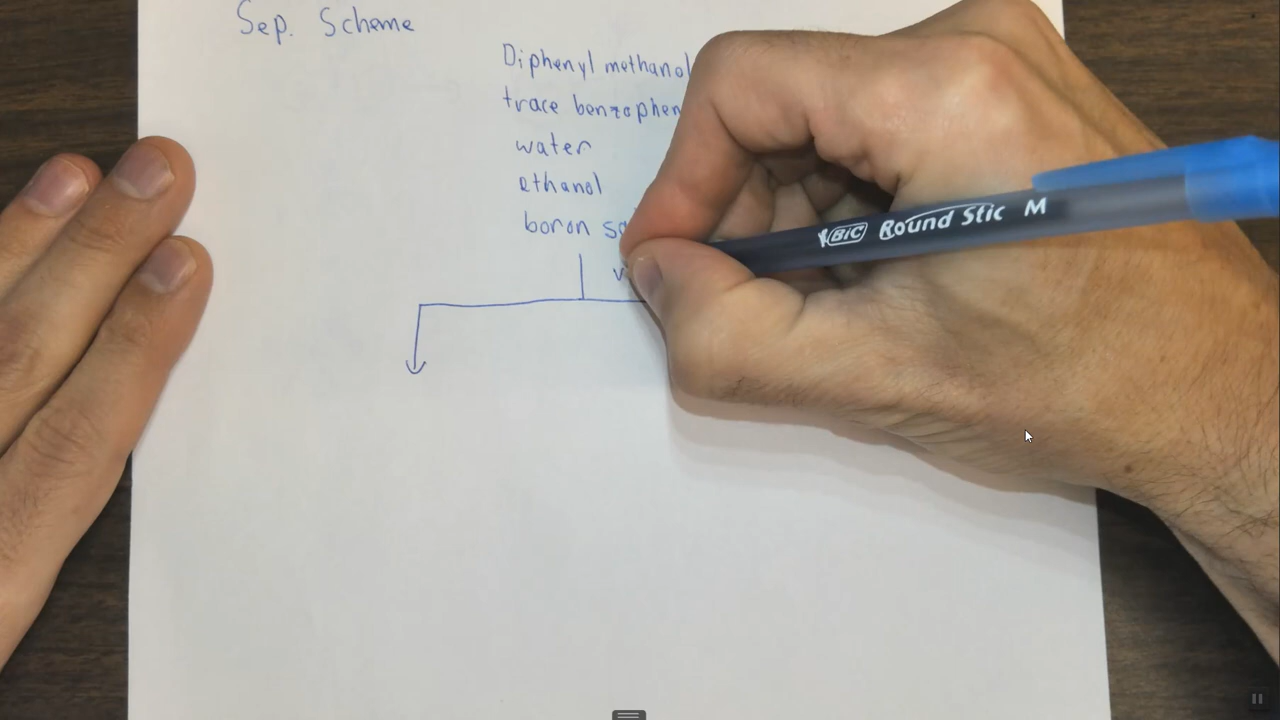 Sep. Scheme
Diphenyl methanol
trace benzophen
water
ethanol
boron
BIC Round Stic M